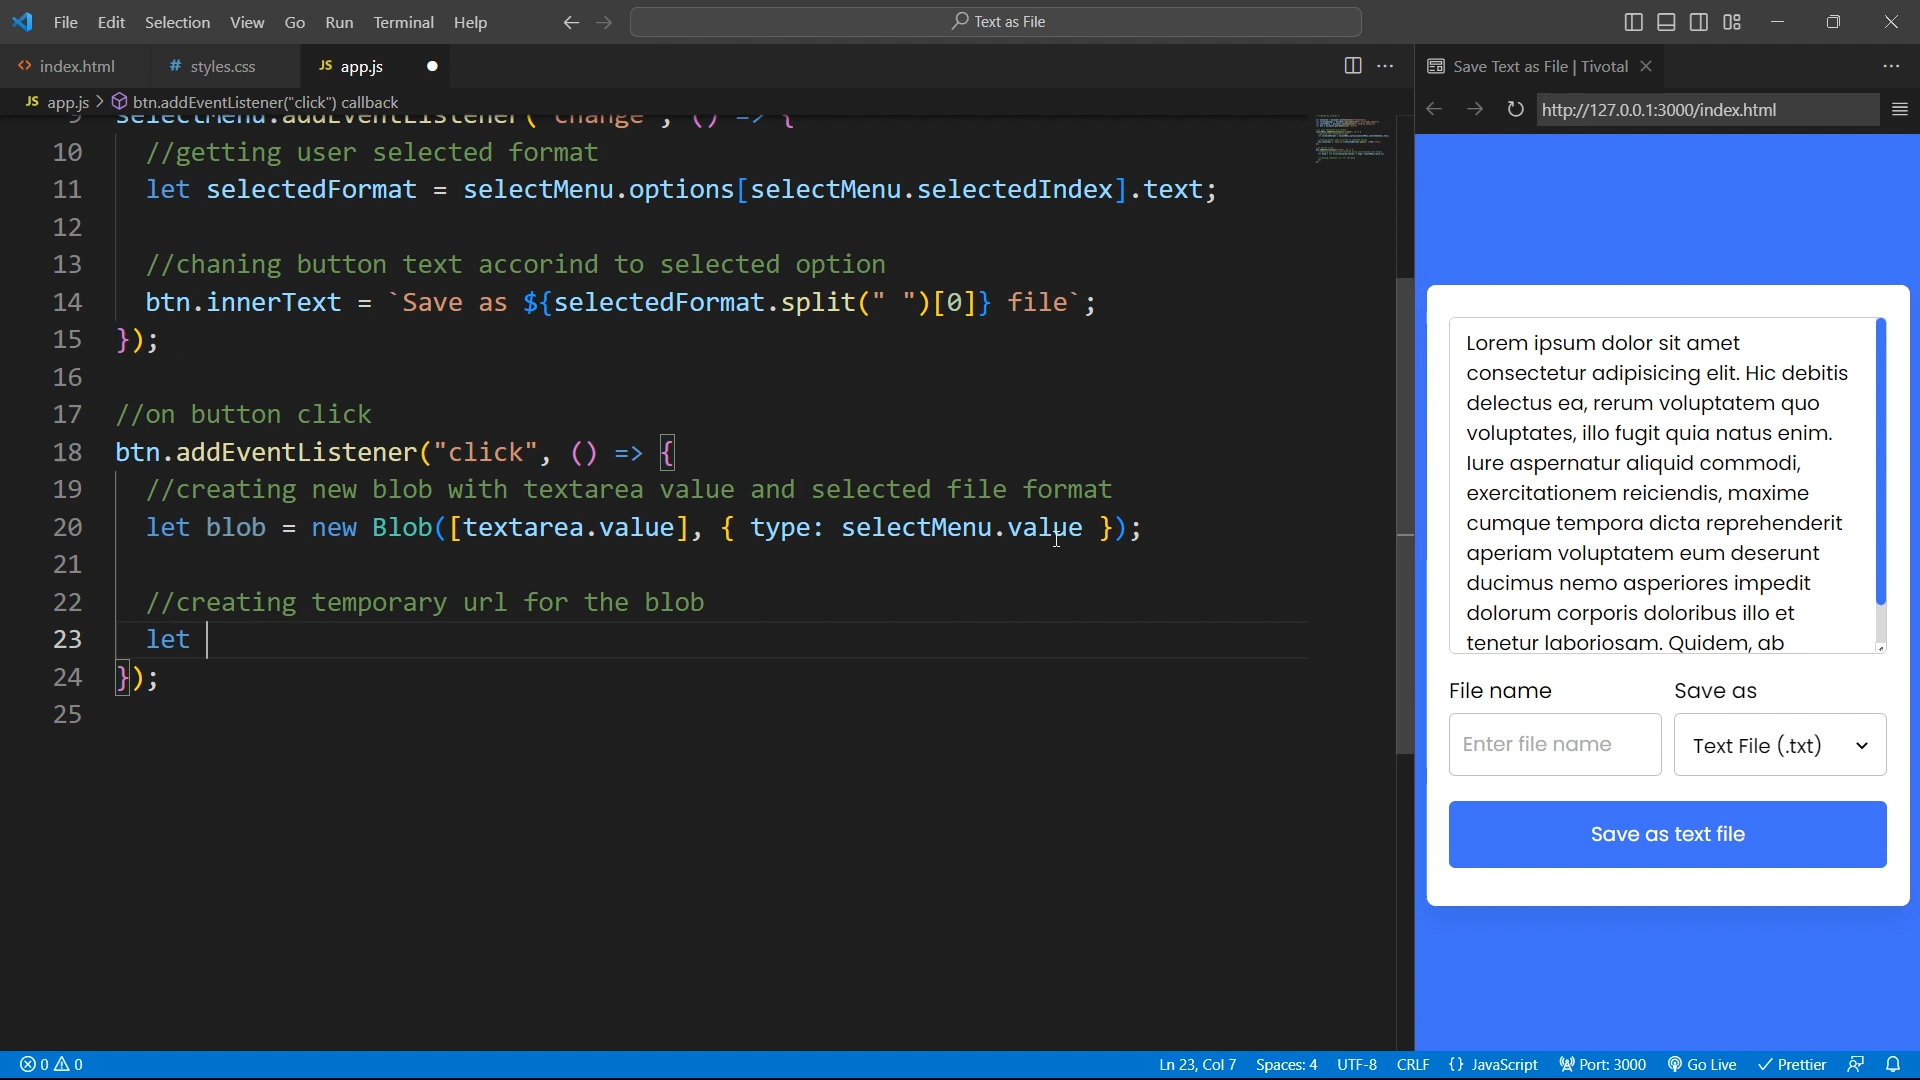 File Edit Selection View Go Run Terminal Help
Text as File
index.html
styles.css
JS app.js
Save Text as File | Tivotal
JS app.js > btn.addEventListener("click") callback
http://127.0.0.1:3000/index.html
9 selectMenu.addEventListener("change", () => {
10 //getting user selected format
11 let selectedFormat = selectMenu.options[selectMenu.selectedIndex].text;
12
13 //chaning button text accorind to selected option
14 btn.innerText = `Save as ${selectedFormat.split(" ")[0]} file`;
15 });
16
17 //on button click
18 btn.addEventListener("click", () => {
19 //creating new blob with textarea value and selected file format
20 let blob = new Blob([textarea.value], { type: selectMenu.value });
21
22 //creating temporary url for the blob
23 let
24 });
25
Lorem ipsum dolor sit amet
consectetur adipisicing elit. Hic debitis
delectus ea, rerum voluptatem quo
voluptates, illo fugit quia natus enim.
Iure aspernatur aliquid commodi,
exercitationem reiciendis, maxime
cumque tempora dicta reprehenderit
aperiam voluptatem eum deserunt
ducimus nemo asperiores impedit
dolorum corporis doloribus illo et
tenetur laboriosam. Quidem, ab
File name
Save as
Enter file name
Text File (.txt)
Save as text file
0 0
Ln 23, Col 7 Spaces: 4 UTF-8 CRLF {} JavaScript Port: 3000 Go Live Prettier